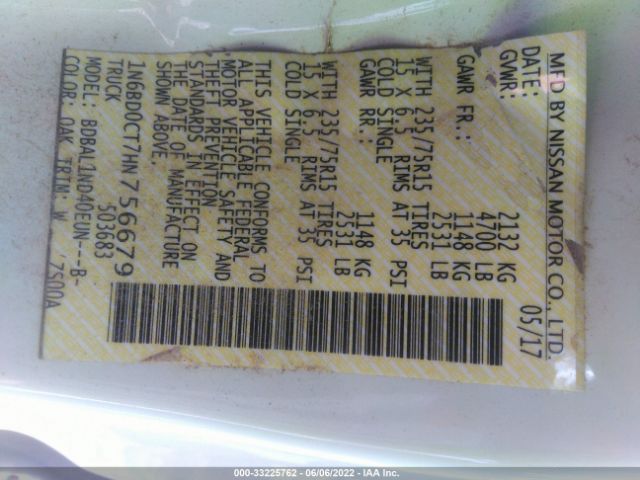 MFD BY NISSAN MOTOR CO., LTD.
DATE: 05/17
GVWR: 2132 KG
4700 LB
GAWR FR.: 1148 KG
2531 LB
WITH 235/75R15 TIRES
15 X 6.5 RIMS AT 35 PSI
COLD SINGLE
GAWR RR.: 1148 KG
2531 LB
WITH 235/75R15 TIRES
15 X 6.5 RIMS AT 35 PSI
COLD SINGLE
THIS VEHICLE CONFORMS TO
ALL APPLICABLE FEDERAL
MOTOR VEHICLE SAFETY AND
THEFT PREVENTION
STANDARDS IN EFFECT ON
THE DATE OF MANUFACTURE
SHOWN ABOVE.
1N6BD0CT7HN756679
TRUCK 503683
MODEL: BDBAL1ND40EUN---B-
COLOR: QAK TRIM: W 7S00A
000-33225762 - 06/06/2022 - IAA Inc.